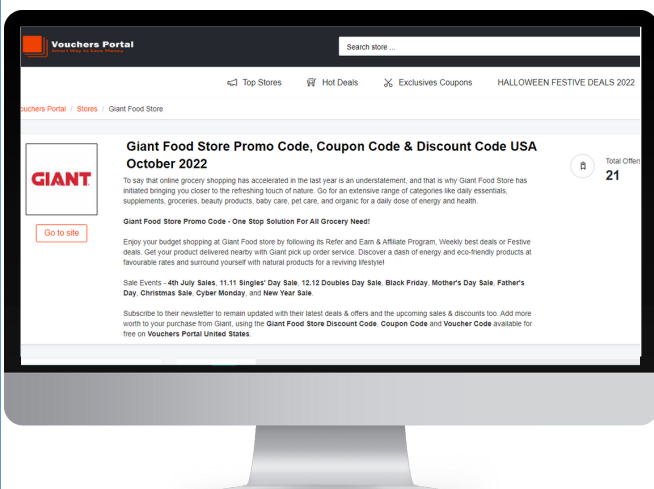 Vouchers Portal
Smart Way to Save Money
Search store ...
Top Stores Hot Deals Exclusives Coupons HALLOWEEN FESTIVE DEALS 2022
ouchers Portal / Stores / Giant Food Store
GIANT
Go to site
Giant Food Store Promo Code, Coupon Code & Discount Code USA
October 2022
To say that online grocery shopping has accelerated in the last year is an understatement, and that is why Giant Food Store has
initiated bringing you closer to the refreshing touch of nature. Go for an extensive range of categories like daily essentials,
supplements, groceries, beauty products, baby care, pet care, and organic for a daily dose of energy and health.
Giant Food Store Promo Code - One Stop Solution For All Grocery Need!
Enjoy your budget shopping at Giant Food store by following its Refer and Earn & Affiliate Program, Weekly best deals or Festive
deals. Get your product delivered nearby with Giant pick up order service. Discover a dash of energy and eco-friendly products at
favourable rates and surround yourself with natural products for a reviving lifestyle!
Sale Events - 4th July Sales, 11.11 Singles' Day Sale, 12.12 Doubles Day Sale, Black Friday, Mother's Day Sale, Father's
Day, Christmas Sale, Cyber Monday, and New Year Sale.
Subscribe to their newsletter to remain updated with their latest deals & offers and the upcoming sales & discounts too. Add more
worth to your purchase from Giant, using the Giant Food Store Discount Code, Coupon Code and Voucher Code available for
free on Vouchers Portal United States.
Total Offers
21